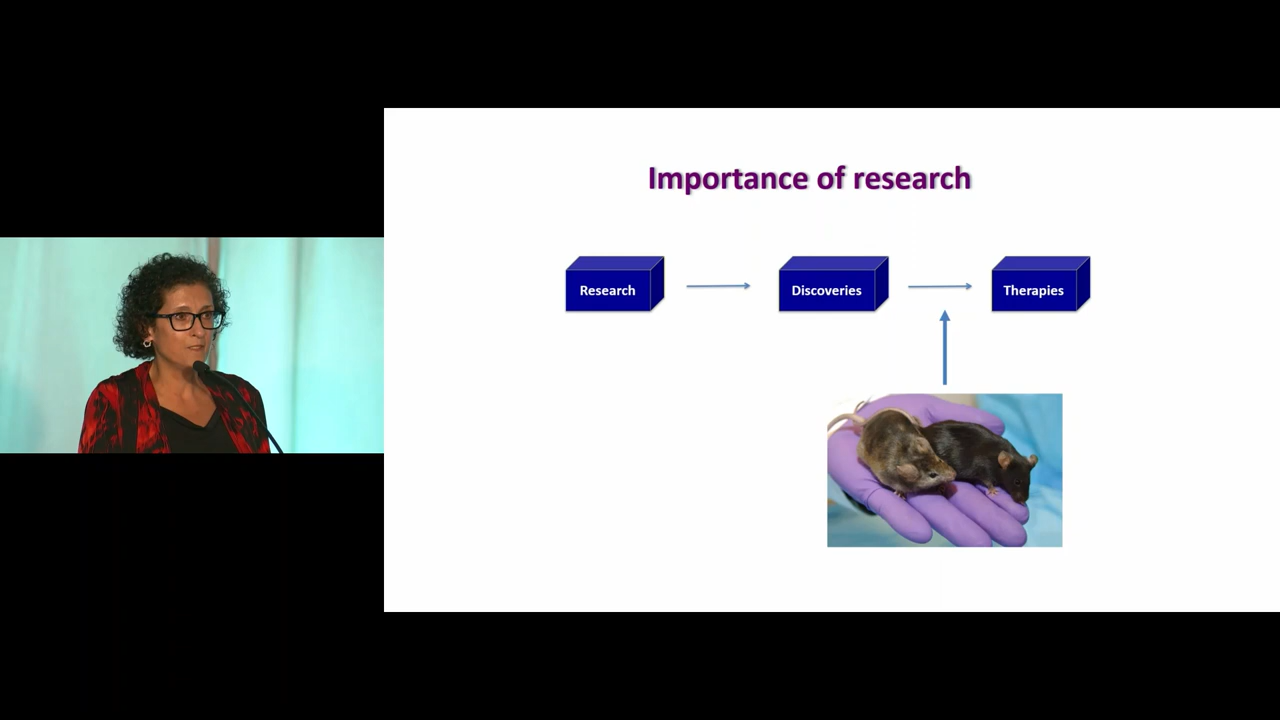 Importance of research
Research
Discoveries
Therapies